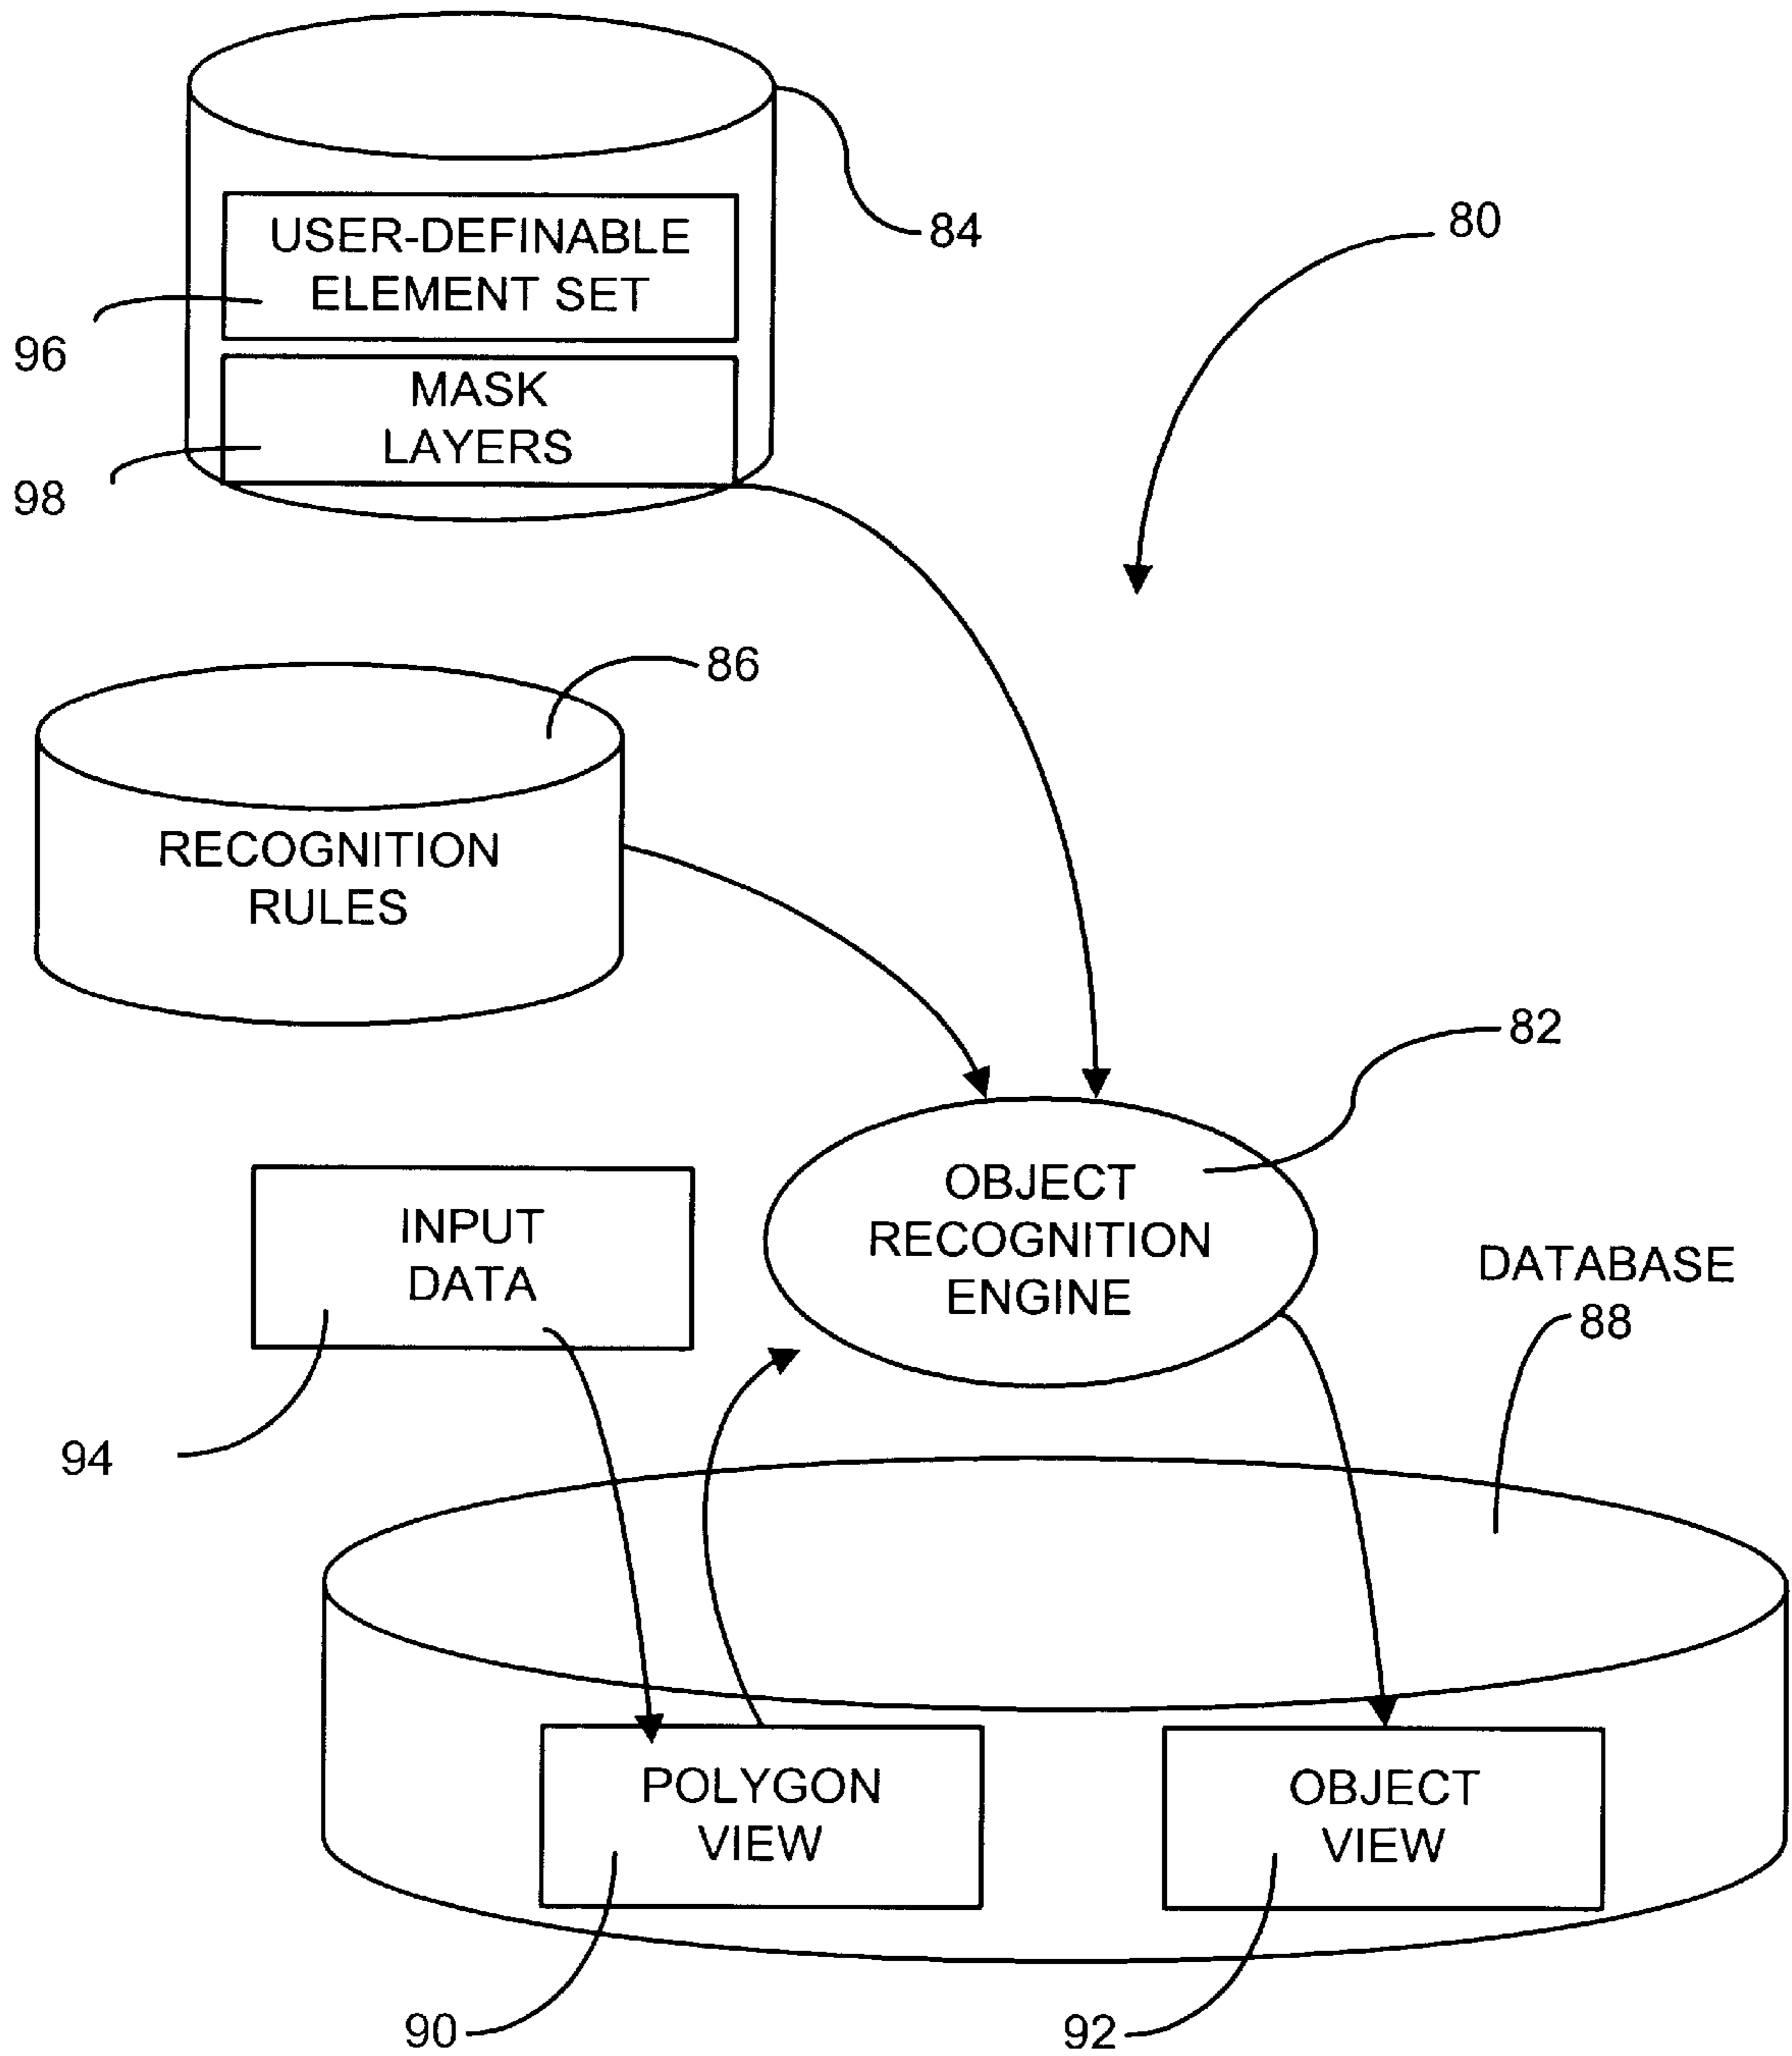 84
80
USER-DEFINABLE
ELEMENT SET
96
MASK
LAYERS
98
86
RECOGNITION
RULES
82
OBJECT
RECOGNITION
ENGINE
INPUT
DATA
DATABASE
88
94
POLYGON
VIEW
OBJECT
VIEW
90
92